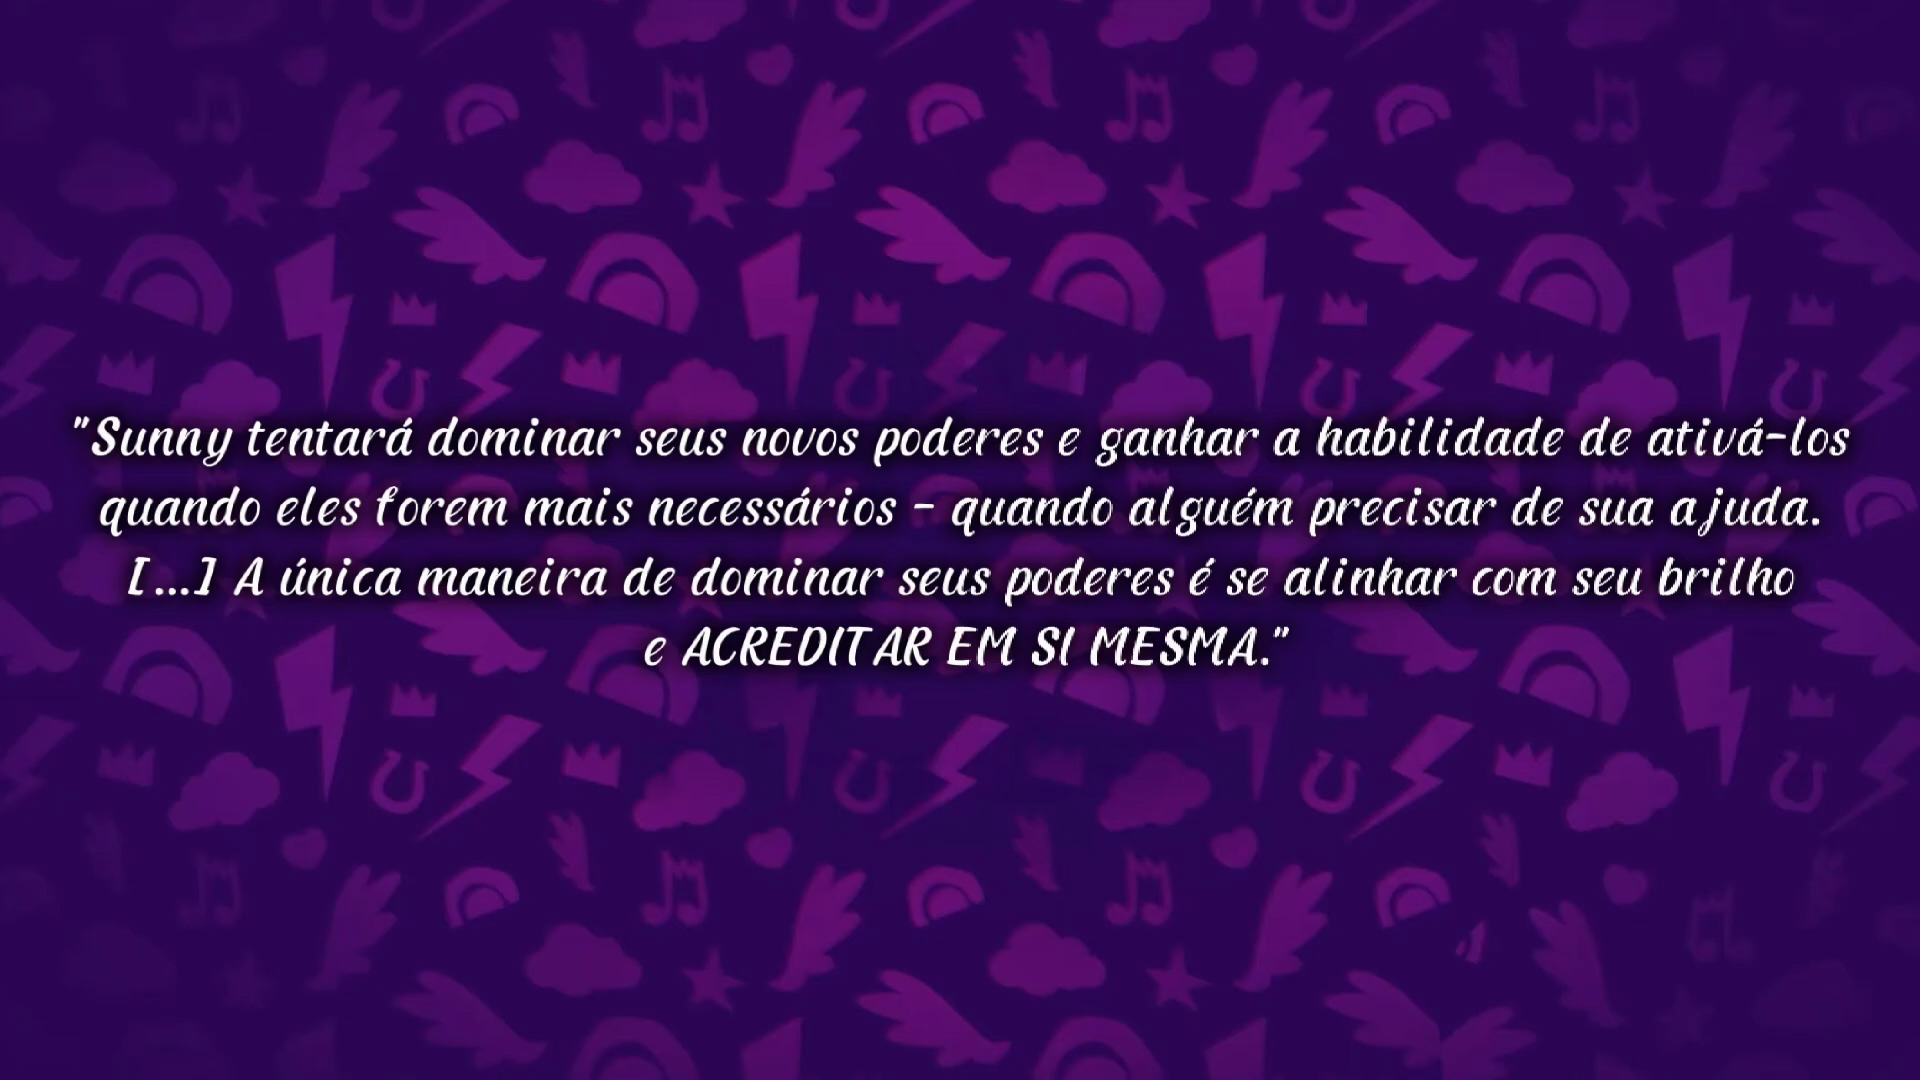 "Sunny tentará dominar seus novos poderes e ganhar a habilidade de ativá-los
quando eles forem mais necessários - quando alguém precisar de sua ajuda.
[...] A única maneira de dominar seus poderes é se alinhar com seu brilho
e ACREDITAR EM SI MESMA."